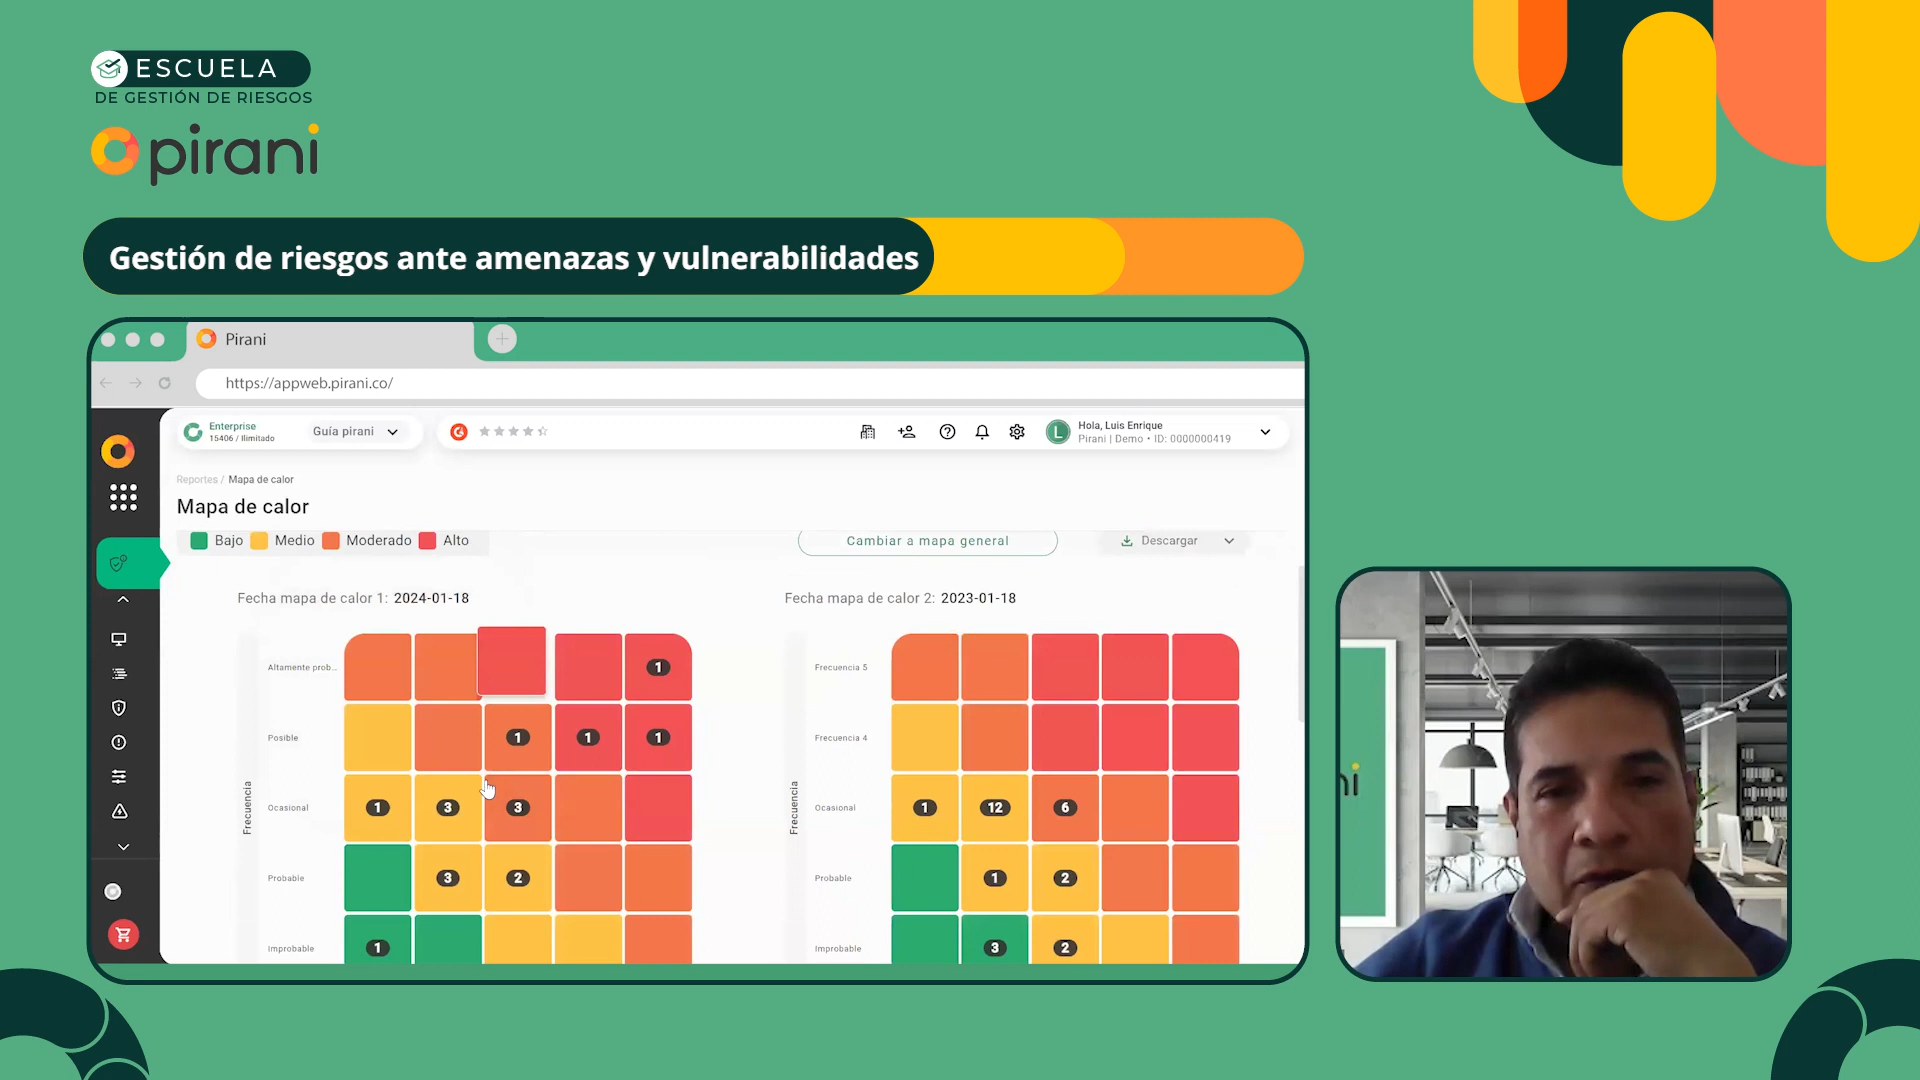 ESCUELA
DE GESTIÓN DE RIESGOS
pirani
Gestión de riesgos ante amenazas y vulnerabilidades
Pirani
https://appweb.pirani.co/
Enterprise
15406 / Ilimitado
Guía pirani
Hola, Luis Enrique
Pirani | Demo • ID: 0000000419
Reportes / Mapa de calor
Mapa de calor
Bajo Medio Moderado Alto
Cambiar a mapa general
Descargar
Fecha mapa de calor 1: 2024-01-18
Altamente prob... 1
Posible 1 1 1
Ocasional 1 3 3
Probable 3 2
Improbable 1
Frecuencia
Fecha mapa de calor 2: 2023-01-18
Frecuencia 5
Frecuencia 4
Ocasional 1 12 6
Probable 1 2
Improbable 3 2
Frecuencia
L
ni